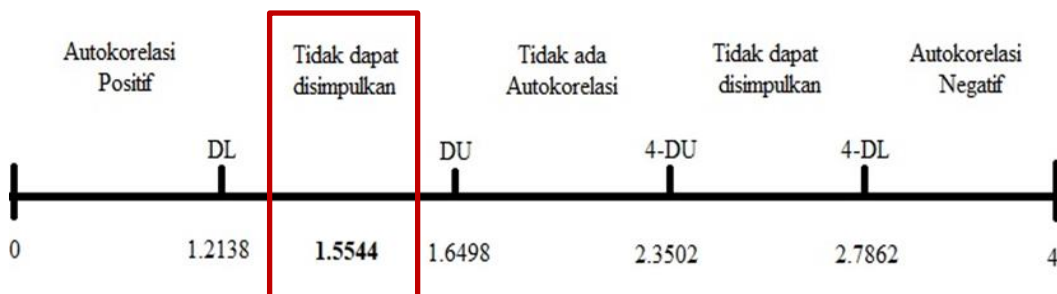 Autokorelasi
Positif
Tidak dapat
disimpulkan
Tidak ada
Autokorelasi
Tidak dapat
disimpulkan
Autokorelasi
Negatif
DL
DU
4-DU
4-DL
0
1.2138
1.5544
1.6498
2.3502
2.7862
4